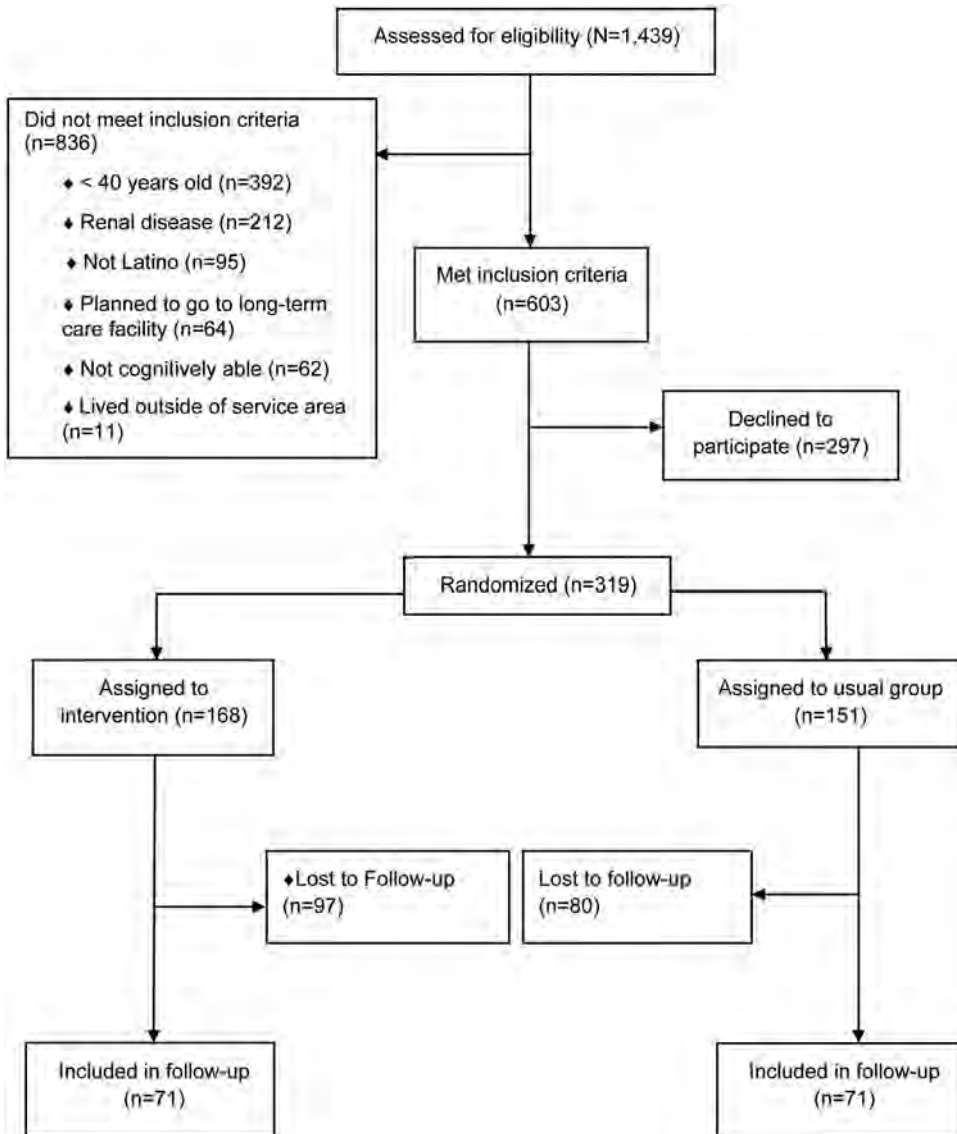 Assessed for eligibility (N=1,439)
Did not meet inclusion criteria
(n=836)
♦ < 40 years old (n=392)
♦ Renal disease (n=212)
♦ Not Latino (n=95)
♦ Planned to go to long-term
care facility (n=64)
♦ Not cognilively able (n=62)
♦ Lived outside of service area
(n=11)
Met inclusion criteria
(n=603)
Declined to
participate (n=297)
Randomized (n=319)
Assigned to
intervention (n=168)
Assigned to usual group
(n=151)
♦Lost to Follow-up
(n=97)
Lost to follow-up
(n=80)
Included in follow-up
(n=71)
Included in follow-up
(n=71)